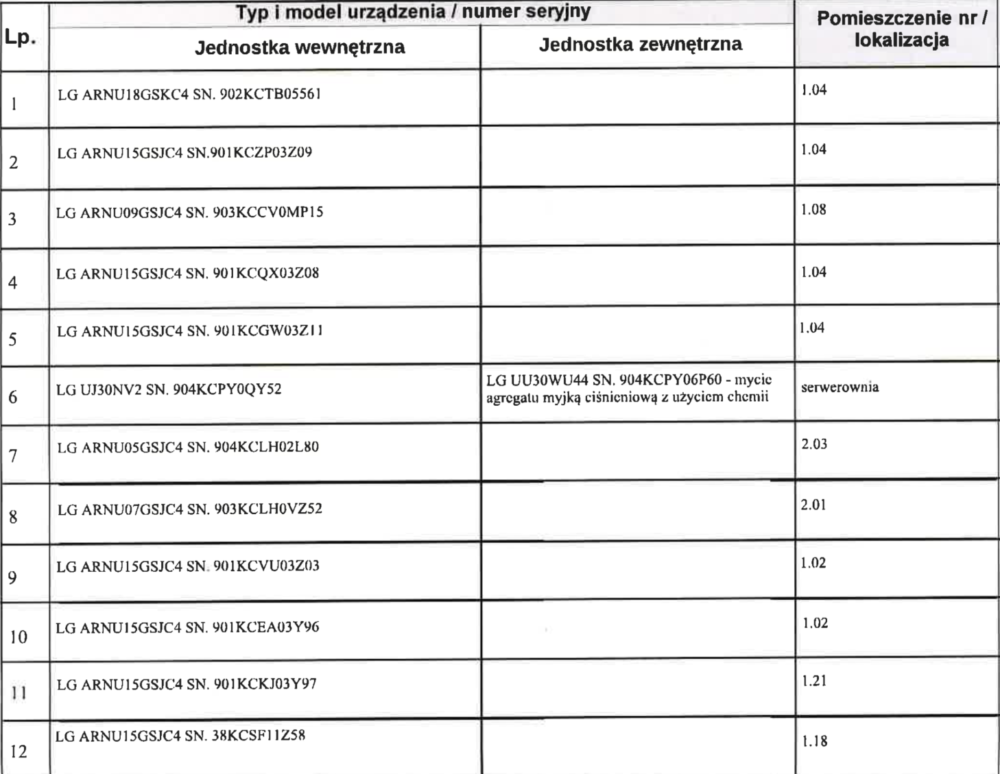 Lp.
Typ i model urządzenia / numer seryjny
Pomieszczenie nr /
lokalizacja
Jednostka wewnętrzna
Jednostka zewnętrzna
1
LG ARNU18GSKC4 SN. 902KCTB05561
1.04
2
LG ARNU15GSJC4 SN.901KCZP03Z09
1.04
3
LG ARNU09GSJC4 SN. 903KCCV0MP15
1.08
4
LG ARNU15GSJC4 SN. 901KCQX03Z08
1.04
5
LG ARNU15GSJC4 SN. 901KCGW03Z11
1.04
6
LG UJ30NV2 SN. 904KCPY0QY52
LG UU30WU44 SN. 904KCPY06P60 - mycie
agregatu myjką ciśnieniową z użyciem chemii
serwerownia
7
LG ARNU05GSJC4 SN. 904KCLH02L80
2.03
8
LG ARNU07GSJC4 SN. 903KCLH0VZ52
2.01
9
LG ARNU15GSJC4 SN. 901KCVU03Z03
1.02
10
LG ARNU15GSJC4 SN. 901KCEA03Y96
1.02
11
LG ARNU15GSJC4 SN. 901KCKJ03Y97
1.21
12
LG ARNU15GSJC4 SN. 38KCSF11Z58
1.18